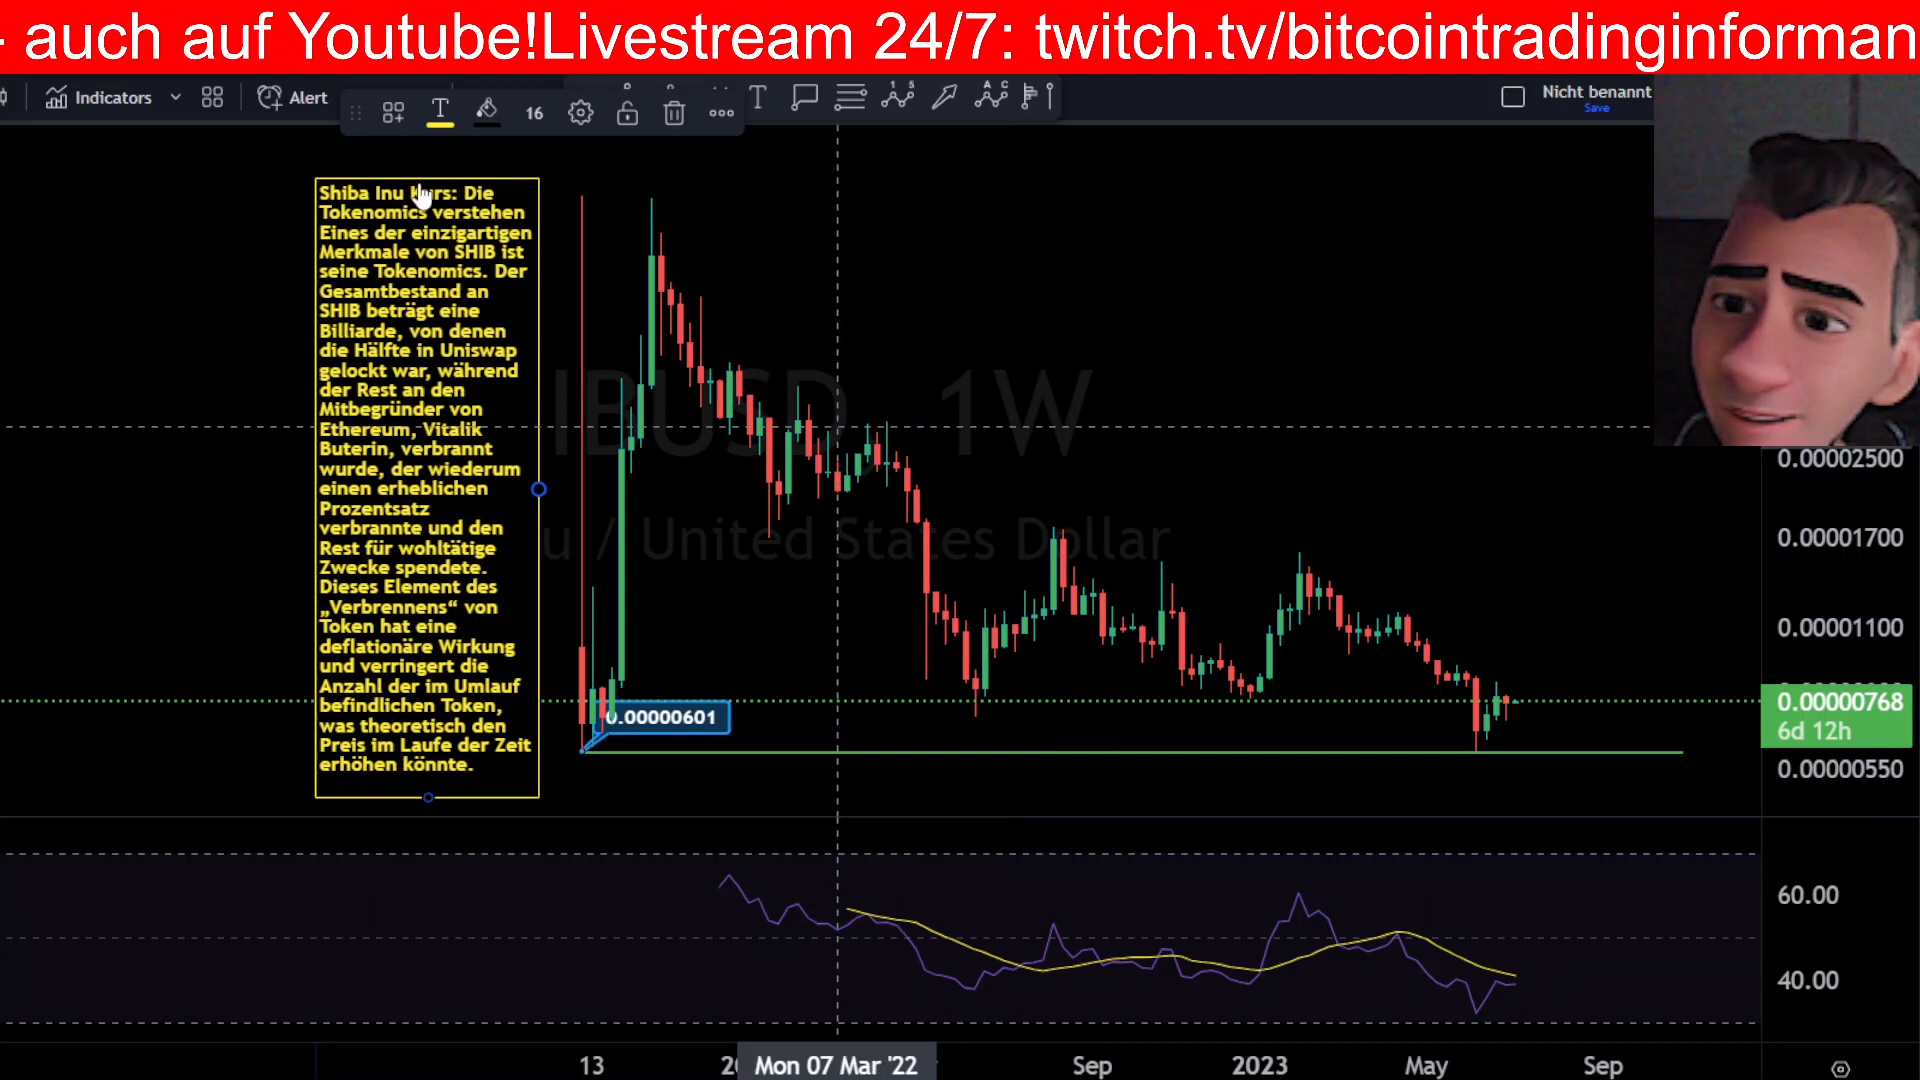 - auch auf Youtube!Livestream 24/7: twitch.tv/bitcointradinginforman
Indicators
Alert
T
16
T
Nicht benannt
Save
Shiba Inu Kurs: Die
Tokenomics verstehen
Eines der einzigartigen
Merkmale von SHIB ist
seine Tokenomics. Der
Gesamtbestand an
SHIB beträgt eine
Billiarde, von denen
die Hälfte in Uniswap
gelockt war, während
der Rest an den
Mitbegründer von
Ethereum, Vitalik
Buterin, verbrannt
wurde, der wiederum
einen erheblichen
Prozentsatz
verbrannte und den
Rest für wohltätige
Zwecke spendete.
Dieses Element des
„Verbrennens“ von
Token hat eine
deflationäre Wirkung
und verringert die
Anzahl der im Umlauf
befindlichen Token,
was theoretisch den
Preis im Laufe der Zeit
erhöhen könnte.
IBUSD, 1W
u / United States Dollar
0.00000601
0.00002500
0.00001700
0.00001100
0.00000768
6d 12h
0.00000550
60.00
40.00
13
Mon 07 Mar '22
Sep
2023
May
Sep